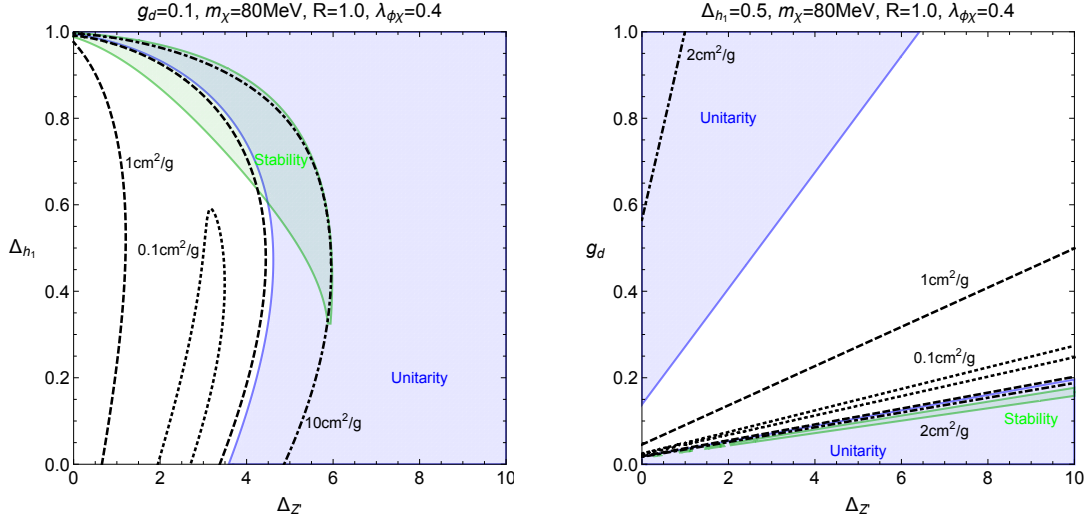 g_d=0.1, m_χ=80MeV, R=1.0, λ_ϕχ=0.4
1.0
0.8
0.6
0.4
0.2
0.0
Δ_h₁
1cm²/g
0.1cm²/g
Stability
Unitarity
10cm²/g
0 2 4 6 8 10
Δ_Z'
Δ_h₁=0.5, m_χ=80MeV, R=1.0, λ_ϕχ=0.4
1.0
0.8
0.6
0.4
0.2
0.0
g_d
2cm²/g
Unitarity
1cm²/g
0.1cm²/g
Stability
2cm²/g
Unitarity
0 2 4 6 8 10
Δ_Z'